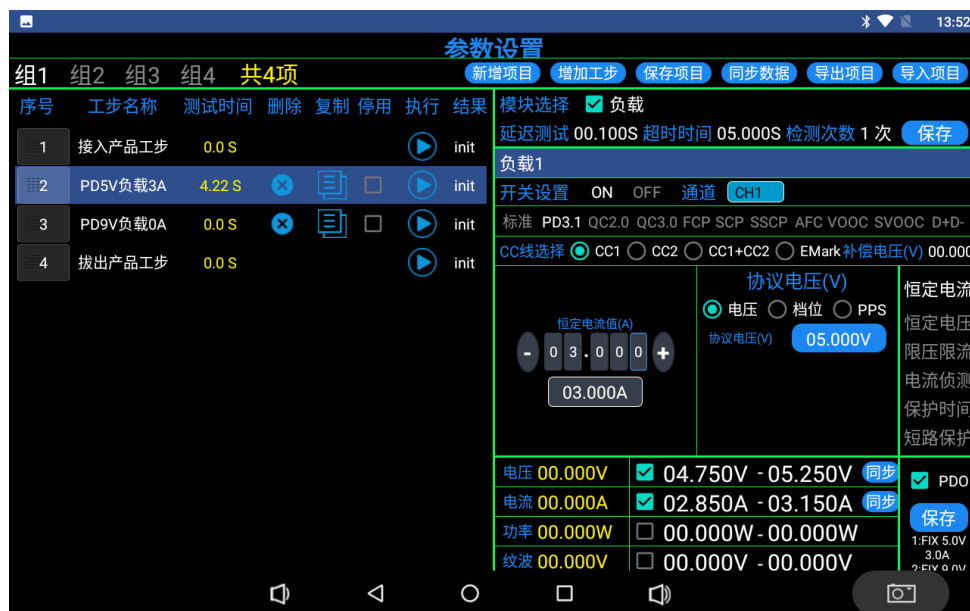 13:52
参数设置
组1 组2 组3 组4 共4项 新增项目 增加工步 保存项目 同步数据 导出项目 导入项目
序号 工步名称 测试时间 删除 复制 停用 执行 结果
1 接入产品工步 0.0 S init
2 PD5V负载3A 4.22 S init
3 PD9V负载0A 0.0 S init
4 拔出产品工步 0.0 S init
模块选择 负载
延迟测试 00.100S 超时时间 05.000S 检测次数 1 次 保存
负载1
开关设置 ON OFF 通道 CH1
标准 PD3.1 QC2.0 QC3.0 FCP SCP SSCP AFC VOOC SVOOC D+D-
CC线选择 CC1 CC2 CC1+CC2 EMark 补偿电压(V) 00.000
恒定电流值(A)
- 0 3 . 0 0 0 +
03.000A
协议电压(V)
电压 档位 PPS
协议电压(V) 05.000V
恒定电流
恒定电压
限压限流
电流侦测
保护时间
短路保护
电压 00.000V 04.750V - 05.250V 同步
电流 00.000A 02.850A - 03.150A 同步
功率 00.000W 00.000W - 00.000W
纹波 00.000V 00.000V - 00.000V
PDO
保存
1:FIX 5.0V
3.0A
2:FIX 9.0V